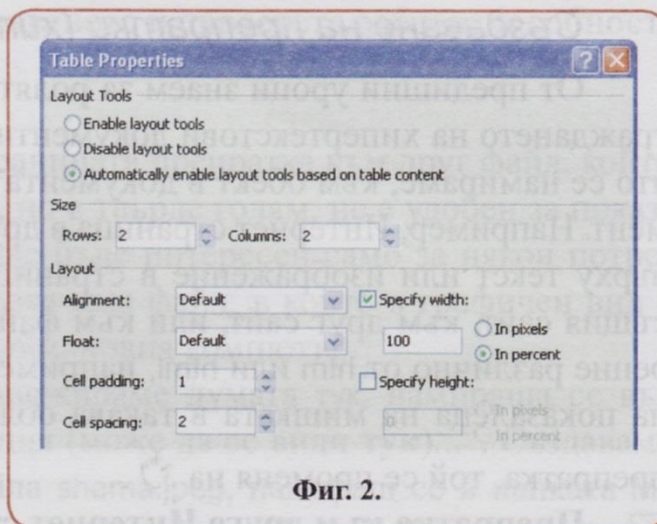 Table Properties
Layout Tools
Enable layout tools
Disable layout tools
Automatically enable layout tools based on table content
Size
Rows: 2 Columns: 2
Layout
Alignment: Default Specify width:
Float: Default 100 In pixels
In percent
Cell padding: 1 Specify height:
Cell spacing: 2 0 In pixels
In percent
Фиг. 2.